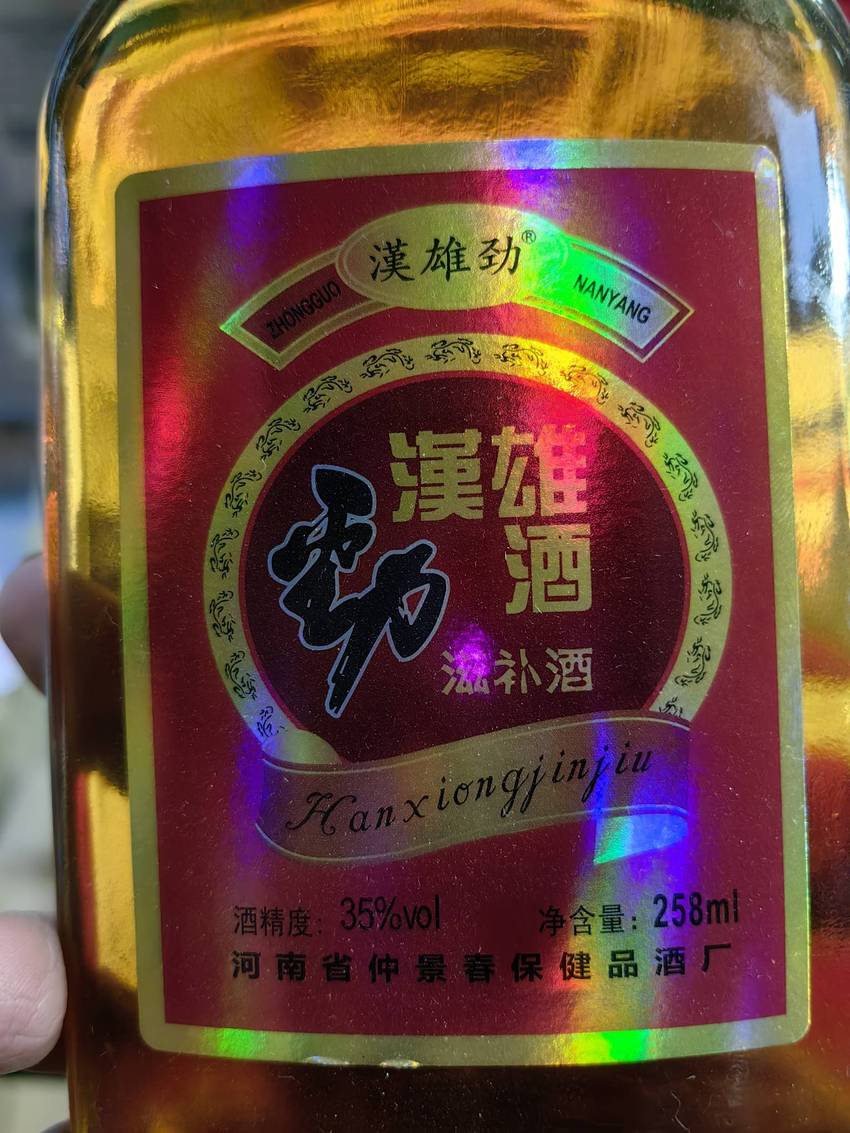 漢雄劲®
ZHONGGUO NANYANG
漢雄
劲酒
滋补酒
Hanxiongjinjiu
酒精度：35%vol 净含量：258ml
河南省仲景春保健品酒厂